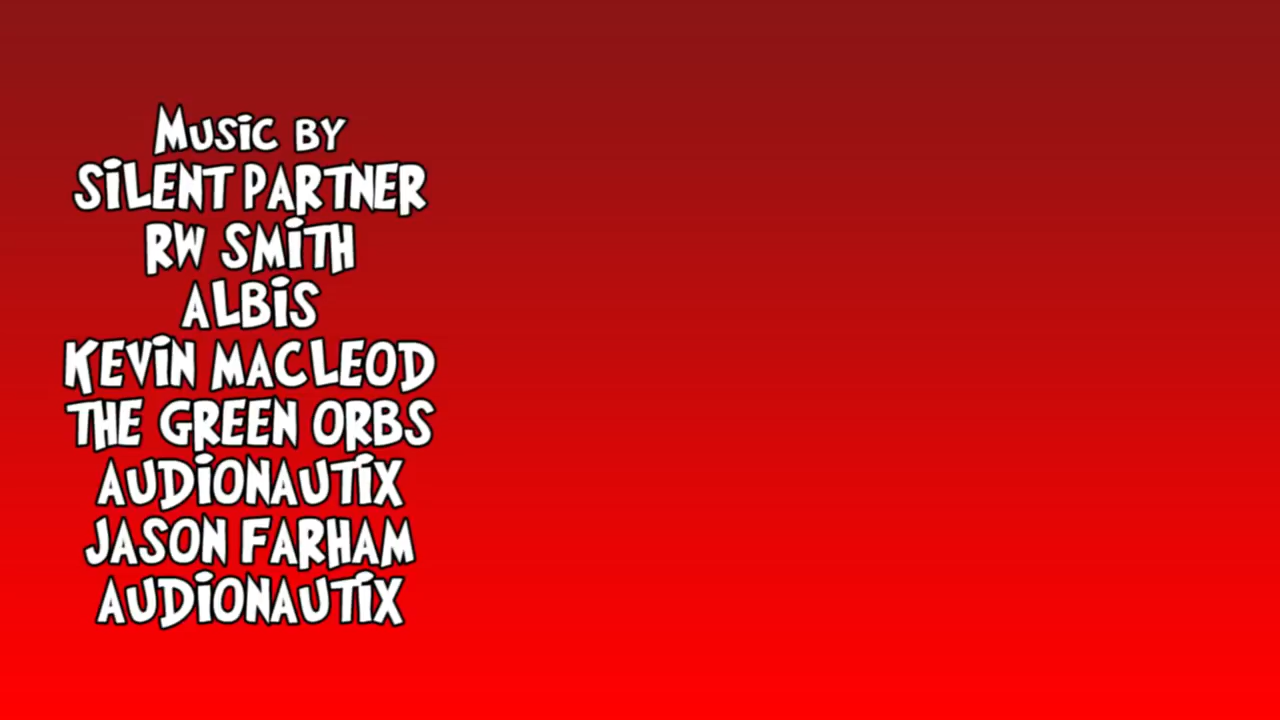 Music by
SiLENT PARTNER
RW SMiTH
ALBiS
KEViN MACLEOD
THE GREEN ORBS
AUDiONAUTiX
JASON FARHAM
AUDiONAUTiX